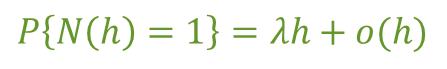 P{N(h) = 1} = λh + o(h)